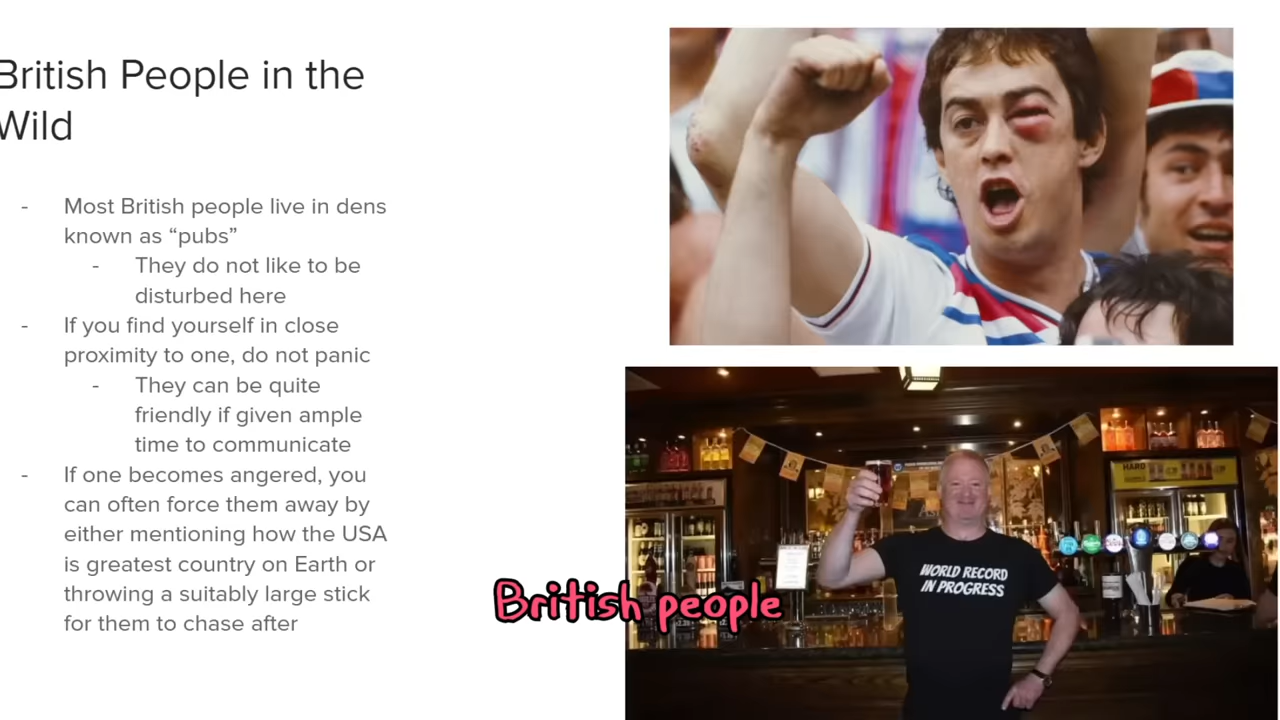 British People in the
Wild
- Most British people live in dens
known as “pubs”
- They do not like to be
disturbed here
- If you find yourself in close
proximity to one, do not panic
- They can be quite
friendly if given ample
time to communicate
- If one becomes angered, you
can often force them away by
either mentioning how the USA
is greatest country on Earth or
throwing a suitably large stick
for them to chase after
HARD
WORLD RECORD
IN PROGRESS
British people